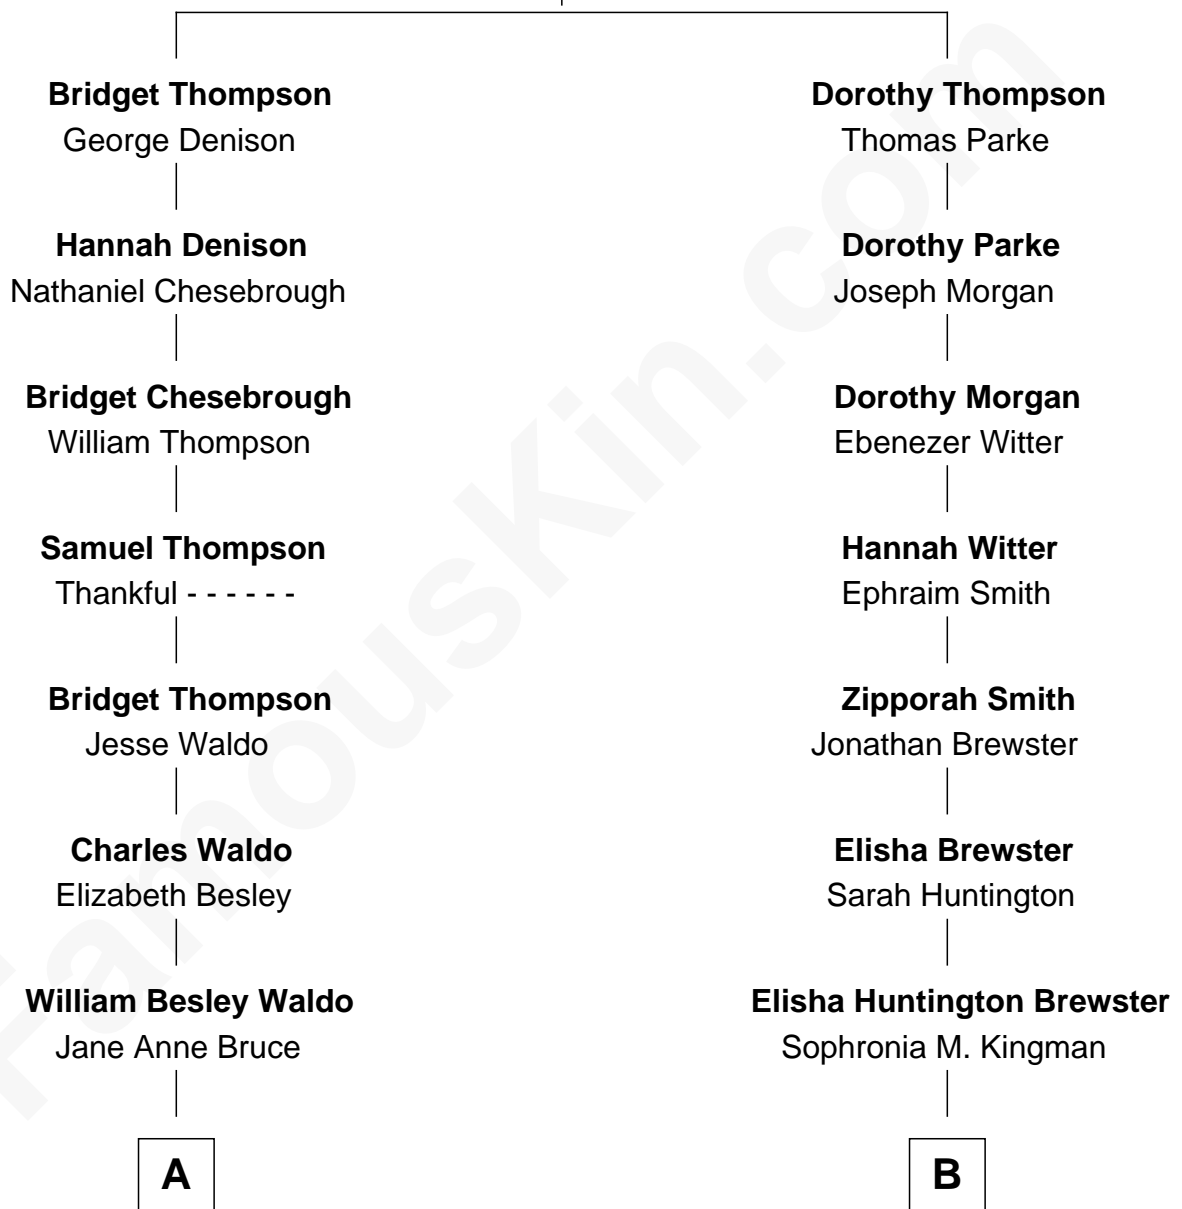 Bridget Thompson
George Denison
Hannah Denison
Nathaniel Chesebrough
Bridget Chesebrough
William Thompson
Samuel Thompson
Thankful - - - - - -
Bridget Thompson
Jesse Waldo
Charles Waldo
Elizabeth Besley
William Besley Waldo
Jane Anne Bruce
A
Dorothy Thompson
Thomas Parke
Dorothy Parke
Joseph Morgan
Dorothy Morgan
Ebenezer Witter
Hannah Witter
Ephraim Smith
Zipporah Smith
Jonathan Brewster
Elisha Brewster
Sarah Huntington
Elisha Huntington Brewster
Sophronia M. Kingman
B
FamousKin.com